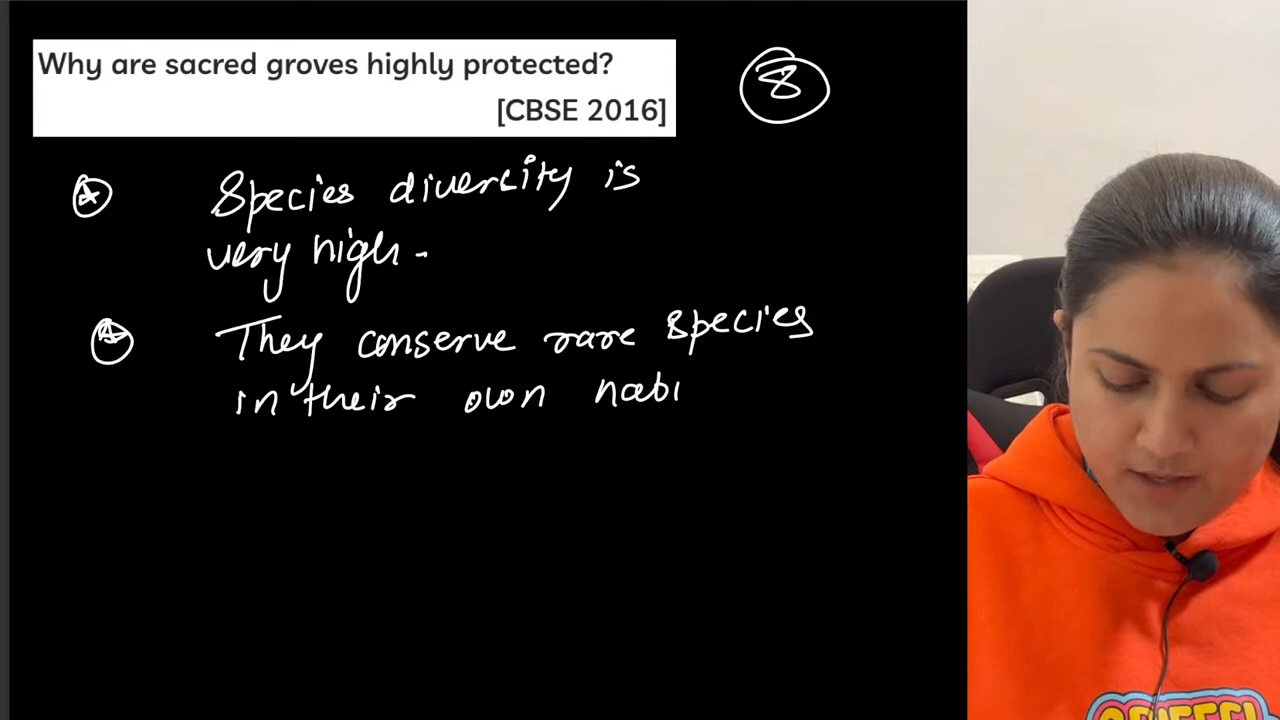 Why are sacred groves highly protected?
[CBSE 2016]
8
Species diversity is
very high -
They conserve rare species
in their own habi